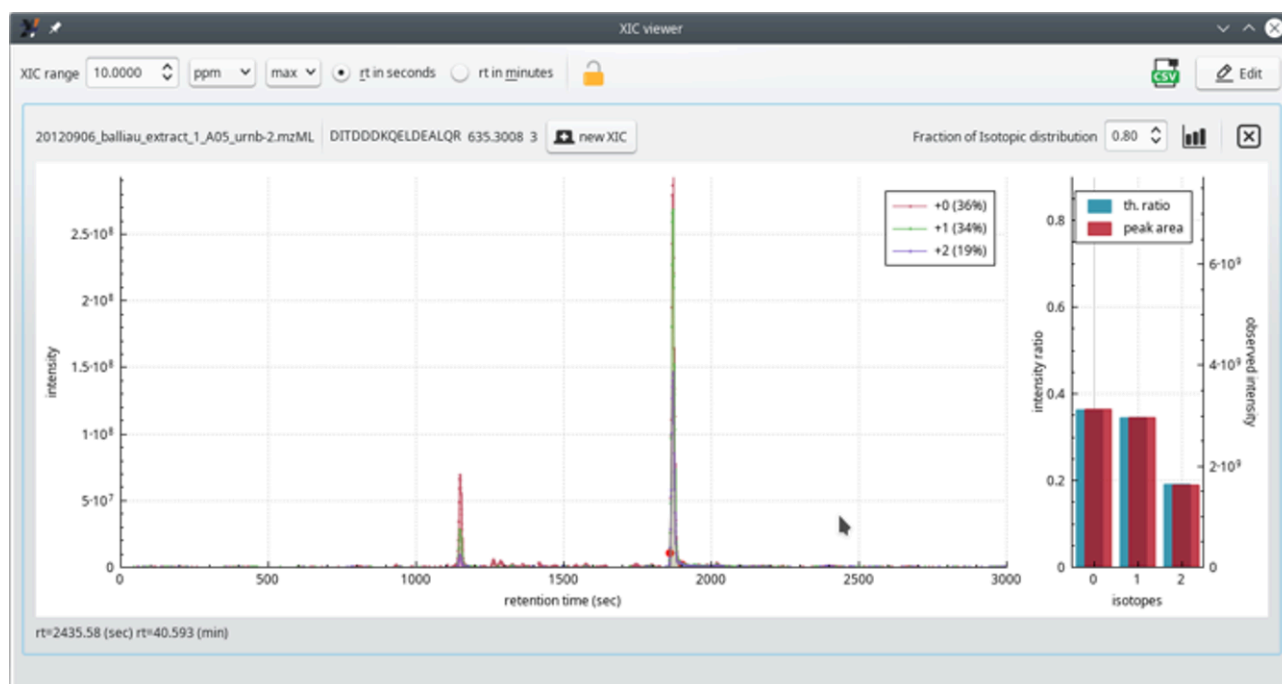 XIC viewer
XIC range 10.0000 ppm max rt in seconds rt in minutes CSV Edit
20120906_balliau_extract_1_A05_urnb-2.mzML DITDDDKQELDEALQR 635.3008 3 new XIC Fraction of Isotopic distribution 0.80
+0 (36%)
+1 (34%)
+2 (19%)
2.5·10⁸
2·10⁸
1.5·10⁸
1·10⁸
5·10⁷
0
intensity
0 500 1000 1500 2000 2500 3000
retention time (sec)
th. ratio
peak area
0.8
0.6
0.4
0.2
0
intensity ratio
6·10⁹
4·10⁹
2·10⁹
0
observed intensity
0 1 2
isotopes
rt=2435.58 (sec) rt=40.593 (min)